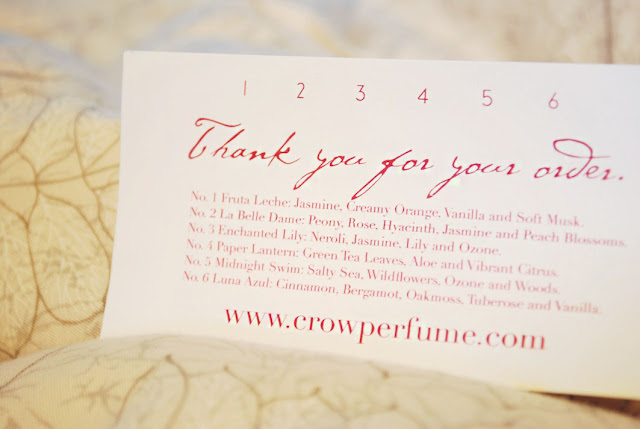 1 2 3 4 5 6
Thank you for your order.
No. 1 Fruta Leche: Jasmine, Creamy Orange, Vanilla and Soft Musk.
No. 2 La Belle Dame: Peony, Rose, Hyacinth, Jasmine and Peach Blossoms.
No. 3 Enchanted Lily: Neroli, Jasmine, Lily and Ozone.
No. 4 Paper Lantern: Green Tea Leaves, Aloe and Vibrant Citrus.
No. 5 Midnight Swim: Salty Sea, Wildflowers, Ozone and Woods.
No. 6 Luna Azul: Cinnamon, Bergamot, Oakmoss, Tuberose and Vanilla.
www.crowperfume.com